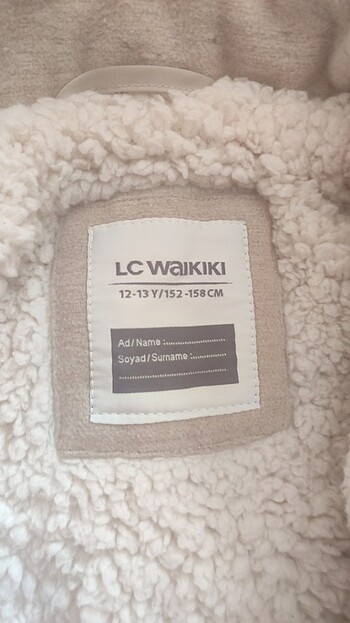 LC WAIKIKI
12-13 Y/152-158 CM
Ad/Name :........................
Soyad/Surname :..............
..........................................